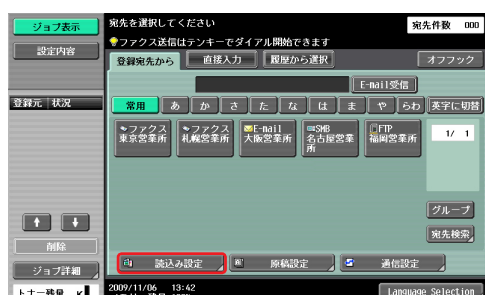 ジョブ表示
宛先を選択してください
宛先件数 000
ファクス送信はテンキーでダイアル開始できます
設定内容
登録宛先から 直接入力 履歴から選択 オフフック
E-mail受信
登録元 状況
常用 あ か さ た な は ま や らわ 英字に切替
ファクス
東京営業所
ファクス
札幌営業所
E-mail
大阪営業所
SMB
名古屋営業
所
FTP
福岡営業所
1/ 1
グループ
宛先検索
削除
読込み設定 原稿設定 通信設定
ジョブ詳細
2009/11/06 13:42
トナー残量 K
Language Selection